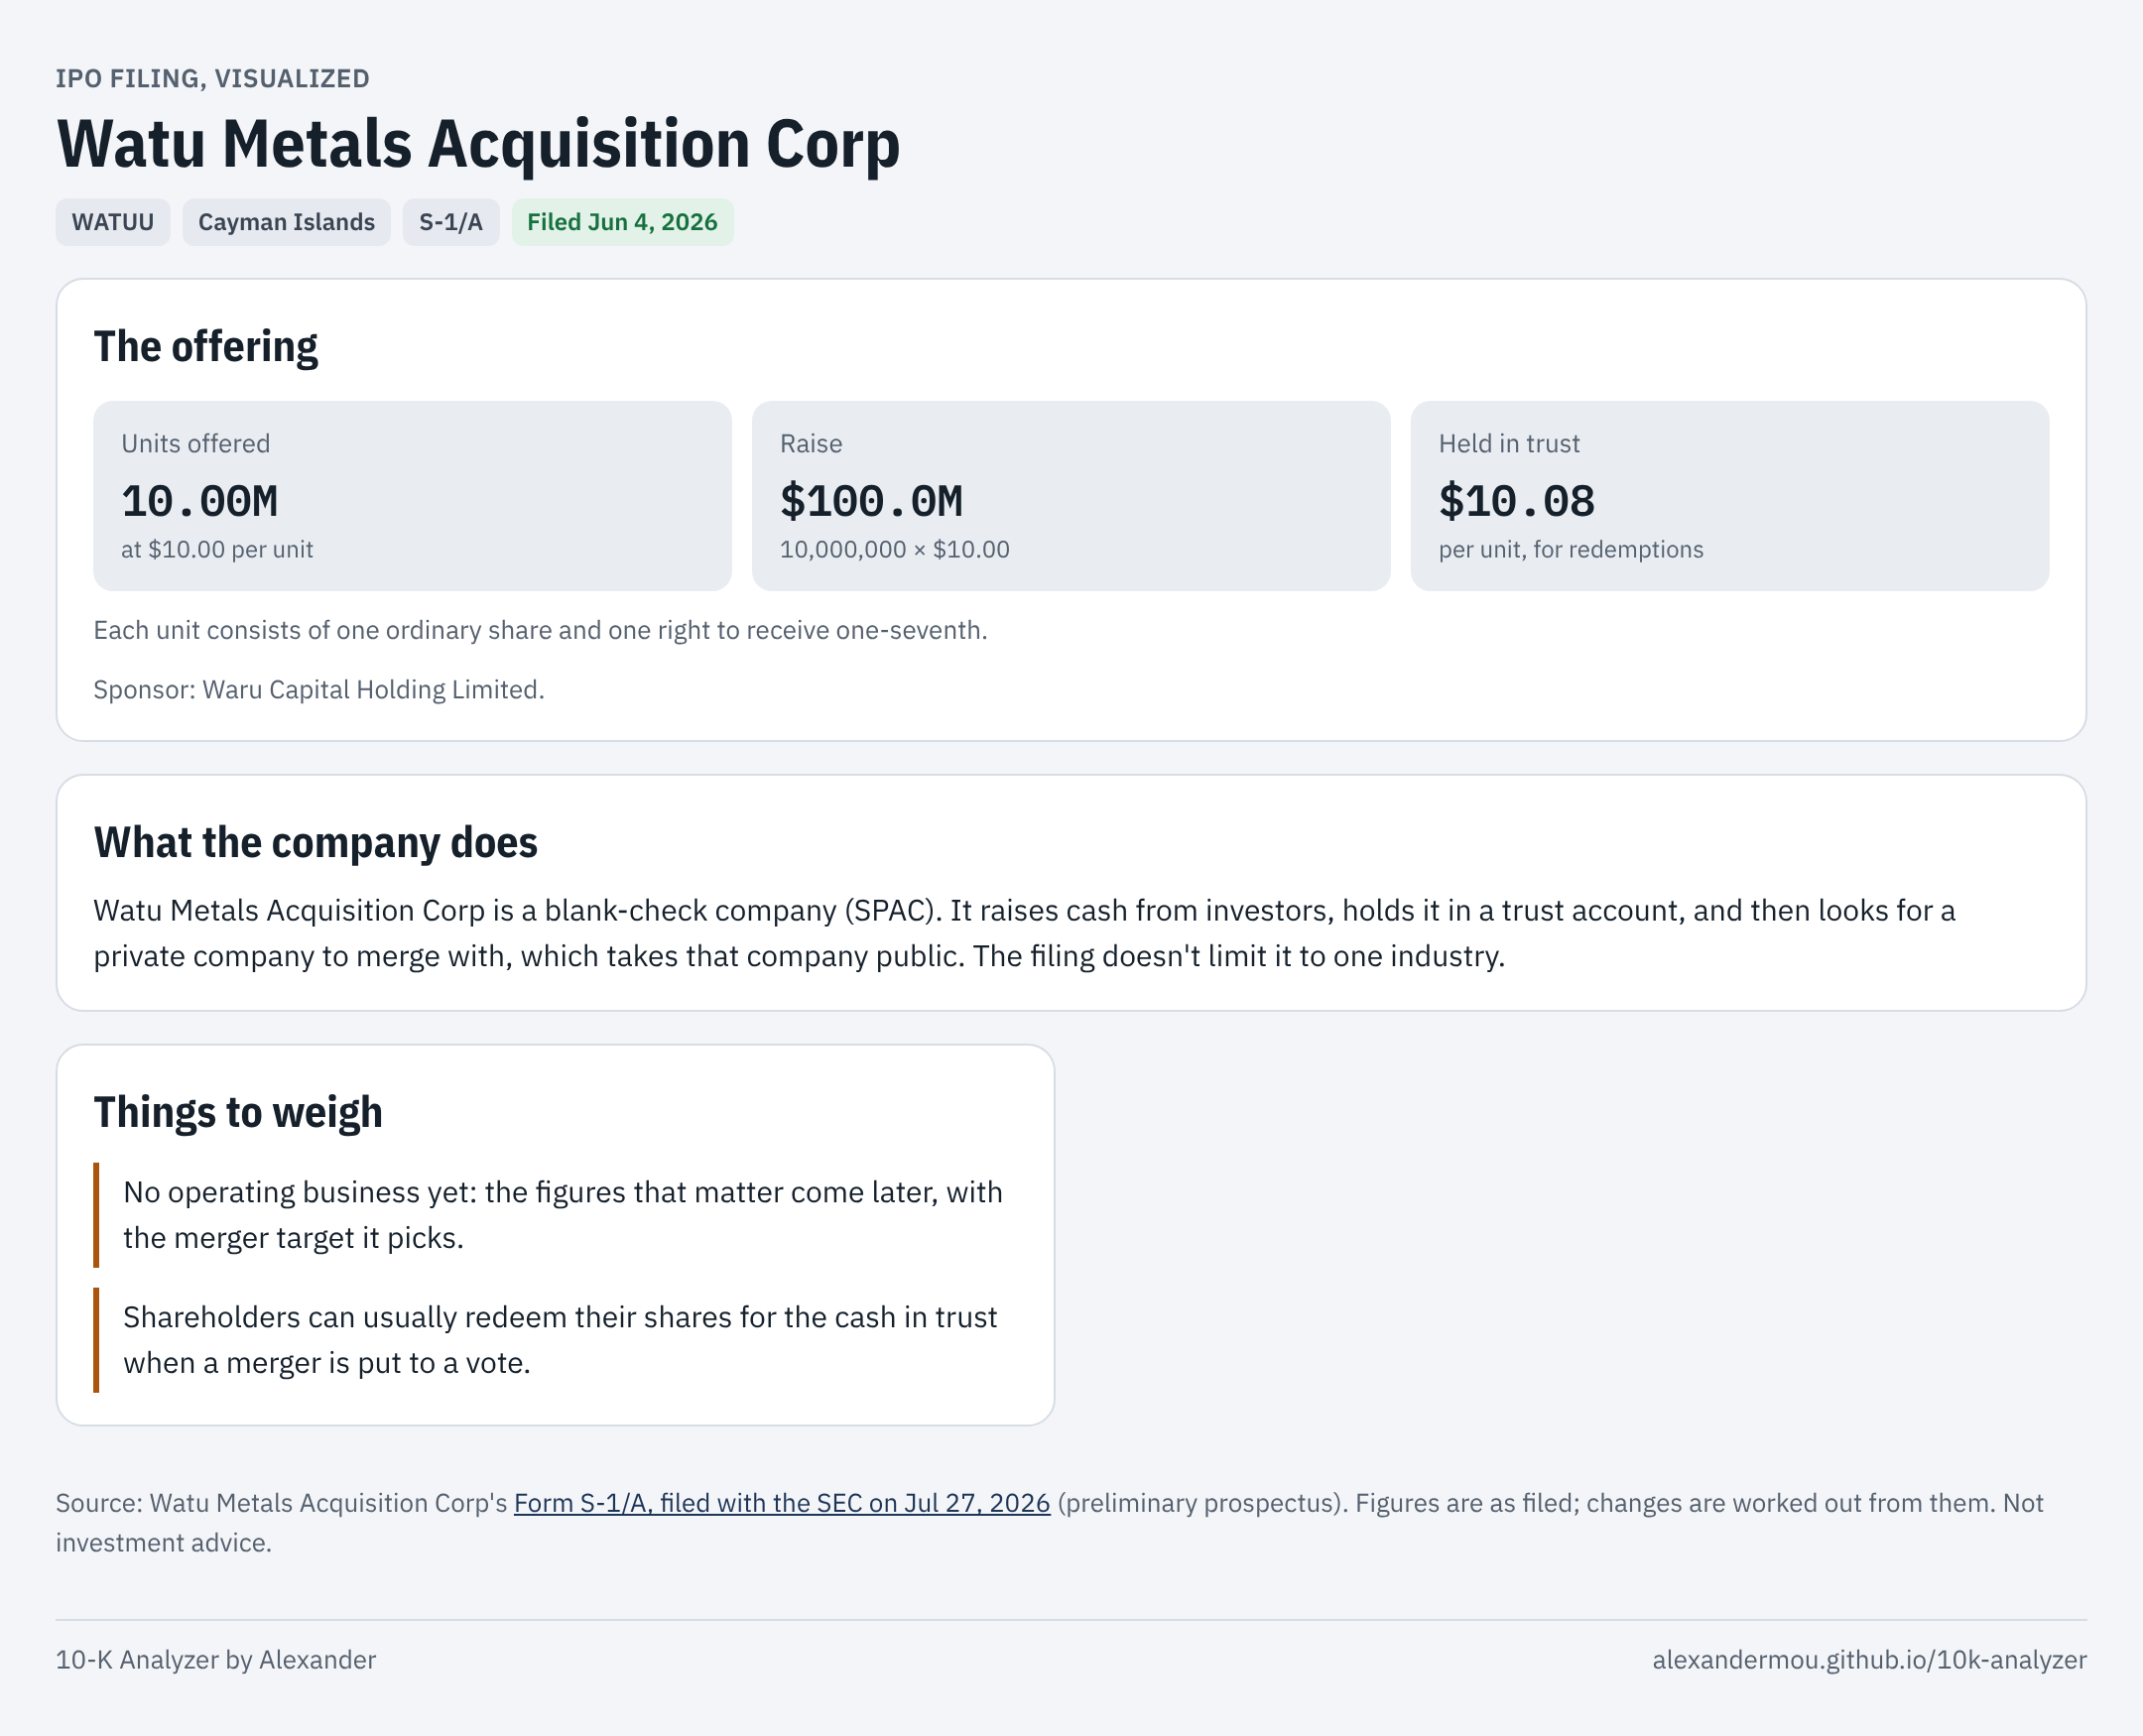 IPO FILING, VISUALIZED
Watu Metals Acquisition Corp
WATUU
Cayman Islands
S-1/A
Filed Jun 4, 2026
The offering
Units offered
10.00M
at $10.00 per unit
Raise
$100.0M
10,000,000 × $10.00
Held in trust
$10.08
per unit, for redemptions
Each unit consists of one ordinary share and one right to receive one-seventh.
Sponsor: Waru Capital Holding Limited.
What the company does
Watu Metals Acquisition Corp is a blank-check company (SPAC). It raises cash from investors, holds it in a trust account, and then looks for a
private company to merge with, which takes that company public. The filing doesn't limit it to one industry.
Things to weigh
No operating business yet: the figures that matter come later, with
the merger target it picks.
Shareholders can usually redeem their shares for the cash in trust
when a merger is put to a vote.
Source: Watu Metals Acquisition Corp's Form S-1/A, filed with the SEC on Jul 27, 2026 (preliminary prospectus). Figures are as filed; changes are worked out from them. Not
investment advice.
10-K Analyzer by Alexander
alexandermou.github.io/10k-analyzer